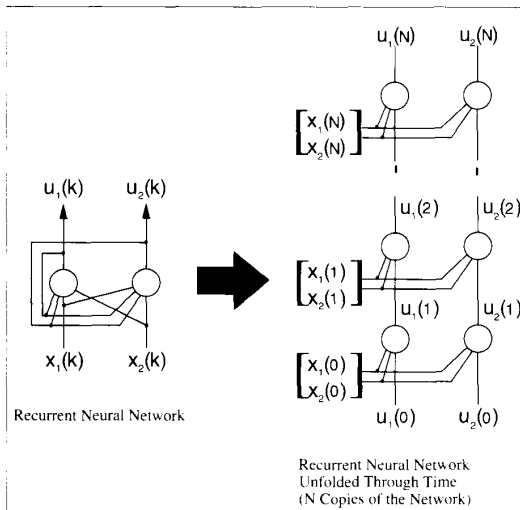 u₁(k) u₂(k)
x₁(k) x₂(k)
Recurrent Neural Network
u₁(N) u₂(N)
x₁(N)
x₂(N)
u₁(2) u₂(2)
x₁(1)
x₂(1)
u₁(1) u₂(1)
x₁(0)
x₂(0)
u₁(0) u₂(0)
Recurrent Neural Network
Unfolded Through Time
(N Copies of the Network)